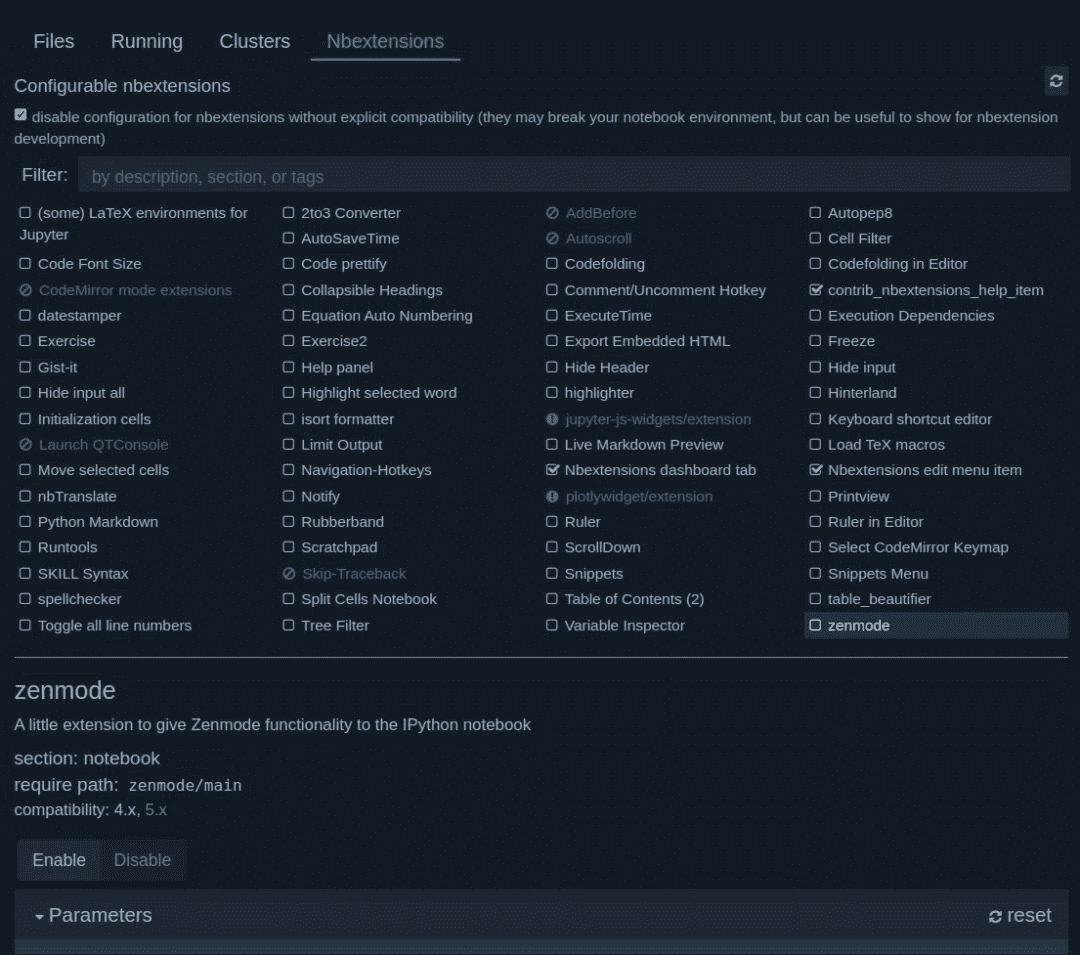 Files Running Clusters Nbextensions
Configurable nbextensions
disable configuration for nbextensions without explicit compatibility (they may break your notebook environment, but can be useful to show for nbextension
development)
Filter: by description, section, or tags
(some) LaTeX environments for
Jupyter
Code Font Size
CodeMirror mode extensions
datestamper
Exercise
Gist-it
Hide input all
Initialization cells
Launch QTConsole
Move selected cells
nbTranslate
Python Markdown
Runtools
SKILL Syntax
spellchecker
Toggle all line numbers
2to3 Converter
AutoSaveTime
Code prettify
Collapsible Headings
Equation Auto Numbering
Exercise2
Help panel
Highlight selected word
isort formatter
Limit Output
Navigation-Hotkeys
Notify
Rubberband
Scratchpad
Skip-Traceback
Split Cells Notebook
Tree Filter
AddBefore
Autoscroll
Codefolding
Comment/Uncomment Hotkey
ExecuteTime
Export Embedded HTML
Hide Header
highlighter
jupyter-js-widgets/extension
Live Markdown Preview
Nbextensions dashboard tab
plotlywidget/extension
Ruler
ScrollDown
Snippets
Table of Contents (2)
Variable Inspector
Autopep8
Cell Filter
Codefolding in Editor
contrib_nbextensions_help_item
Execution Dependencies
Freeze
Hide input
Hinterland
Keyboard shortcut editor
Load TeX macros
Nbextensions edit menu item
Printview
Ruler in Editor
Select CodeMirror Keymap
Snippets Menu
table_beautifier
zenmode
zenmode
A little extension to give Zenmode functionality to the IPython notebook
section: notebook
require path: zenmode/main
compatibility: 4.x, 5.x
Enable Disable
Parameters reset